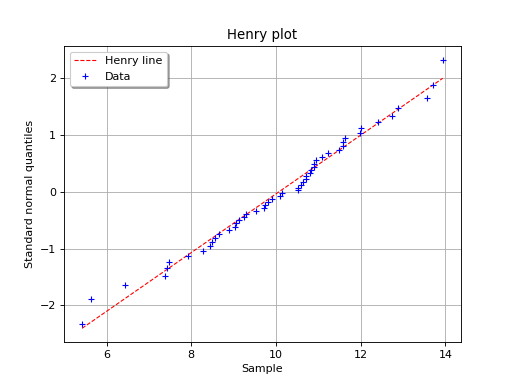 Henry plot
Henry line
Data
Standard normal quantiles
2
1
0
−1
−2
6
8
10
12
14
Sample